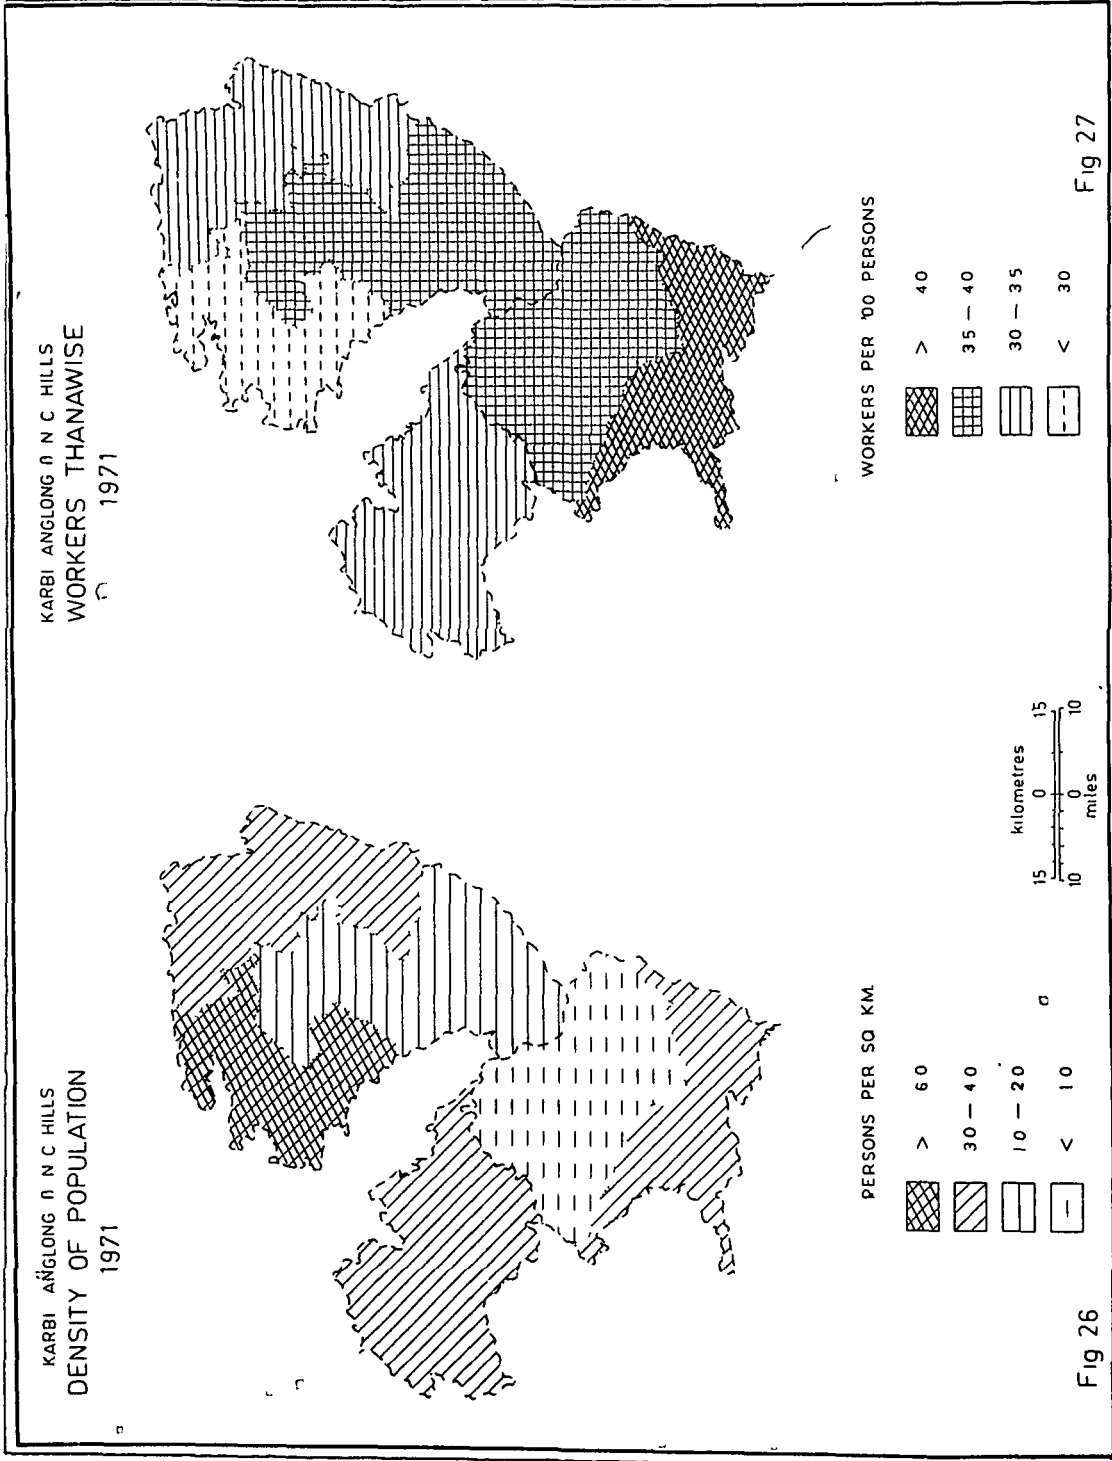 KARBI ANGLONG n N C HILLS
DENSITY OF POPULATION
1971
PERSONS PER SQ KM.
> 60
30 – 40
10 – 20
< 10
Fig 26
kilometres
15 0 15
10 0 10
miles
KARBI ANGLONG n N C HILLS
WORKERS THANAWISE
1971
WORKERS PER '00 PERSONS
> 40
35 – 40
30 – 35
< 30
Fig 27